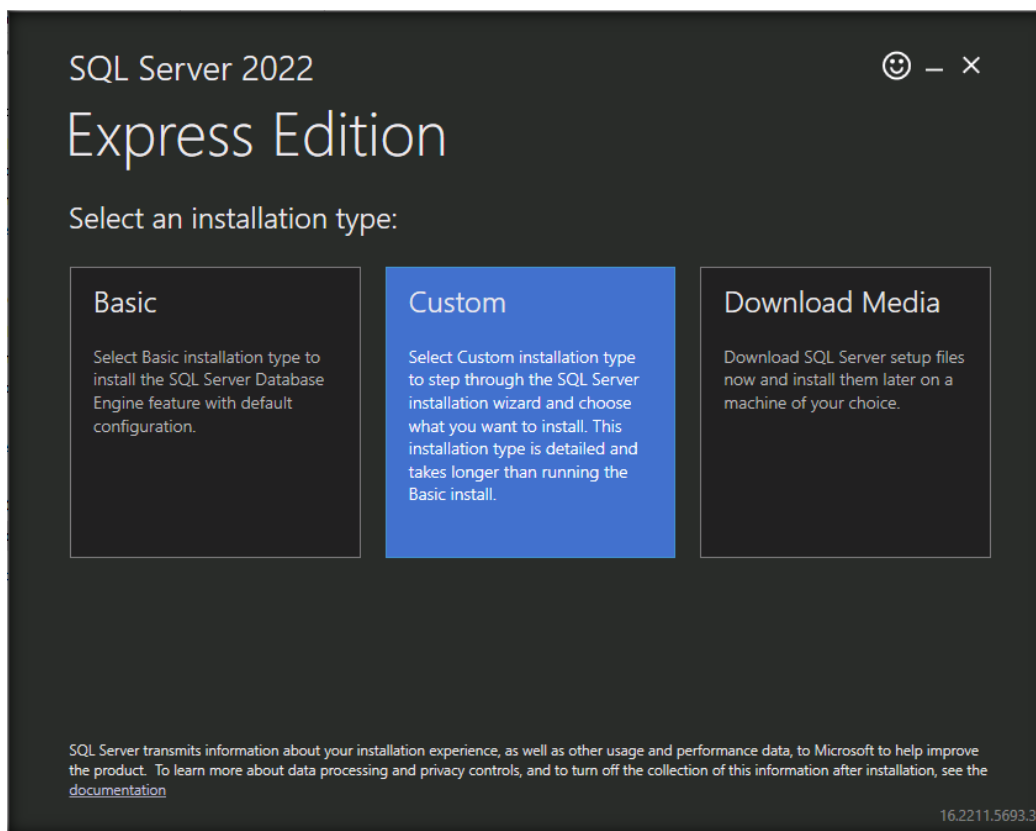 SQL Server 2022
Express Edition
Select an installation type:
Basic
Select Basic installation type to
install the SQL Server Database
Engine feature with default
configuration.
Custom
Select Custom installation type
to step through the SQL Server
installation wizard and choose
what you want to install. This
installation type is detailed and
takes longer than running the
Basic install.
Download Media
Download SQL Server setup files
now and install them later on a
machine of your choice.
SQL Server transmits information about your installation experience, as well as other usage and performance data, to Microsoft to help improve
the product.  To learn more about data processing and privacy controls, and to turn off the collection of this information after installation, see the
documentation
16.2211.5693.3